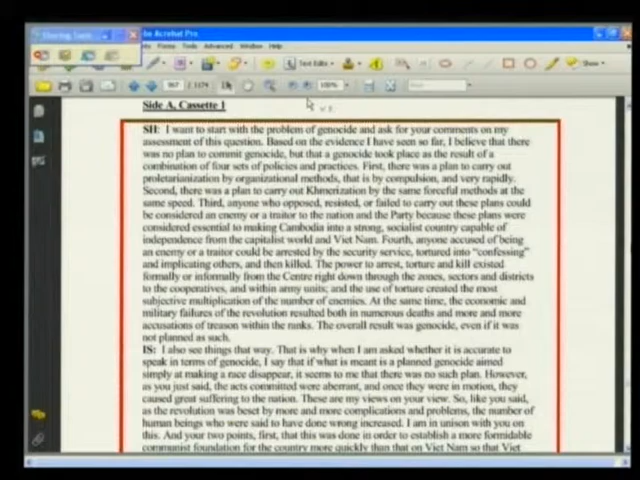 Acrobat Pro
Forms Tools Advanced Window Help
Text Edits Show
967 / 1174 100%
Side A, Cassette 1
SH: I want to start with the problem of genocide and ask for your comments on my
assessment of this question. Based on the evidence I have seen so far, I believe that there
was no plan to commit genocide, but that a genocide took place as the result of a
combination of four sets of policies and practices. First, there was a plan to carry out
proletarianization by organizational methods, that is by compulsion, and very rapidly.
Second, there was a plan to carry out Khmerization by the same forceful methods at the
same speed. Third, anyone who opposed, resisted, or failed to carry out these plans could
be considered an enemy or a traitor to the nation and the Party because these plans were
considered essential to making Cambodia into a strong, socialist country capable of
independence from the capitalist world and Viet Nam. Fourth, anyone accused of being
an enemy or a traitor could be arrested by the security service, tortured into “confessing”
and implicating others, and then killed. The power to arrest, torture and kill existed
formally or informally from the Centre right down through the zones, sectors and districts
to the cooperatives, and within army units; and the use of torture created the most
subjective multiplication of the number of enemies. At the same time, the economic and
military failures of the revolution resulted both in numerous deaths and more and more
accusations of treason within the ranks. The overall result was genocide, even if it was
not planned as such.
IS: I also see things that way. That is why when I am asked whether it is accurate to
speak in terms of genocide, I say that if what is meant is a planned genocide aimed
simply at making a race disappear, it seems to me that there was no such plan. However,
as you just said, the acts committed were aberrant, and once they were in motion, they
caused great suffering to the nation. These are my views on your view. So, like you said,
as the revolution was beset by more and more complications and problems, the number of
human beings who were said to have done wrong increased. I am in unison with you on
this. And your two points, first, that this was done in order to establish a more formidable
communist foundation for the country more quickly than that on Viet Nam so that Viet